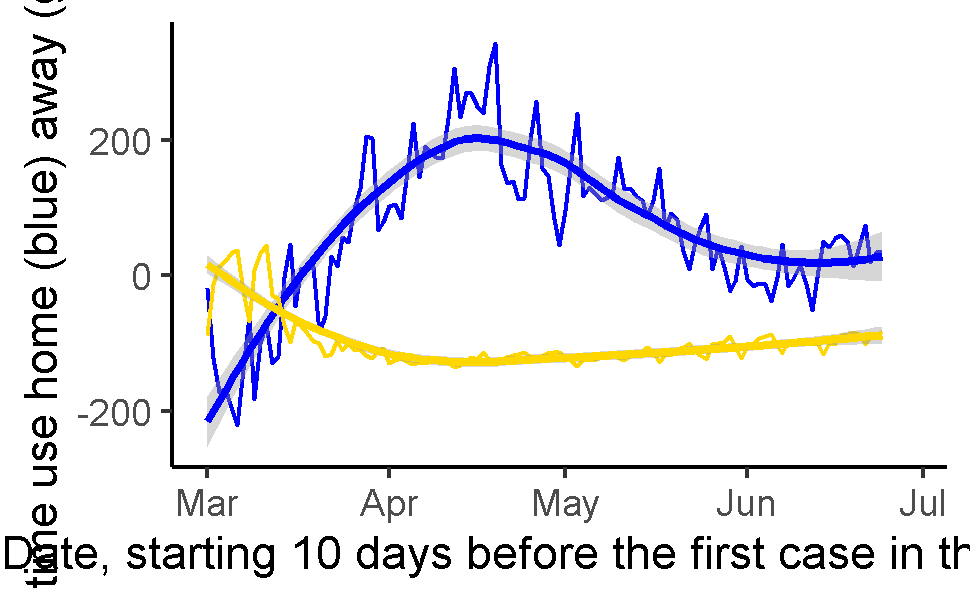 time use home (blue) away (
200
0
-200
Mar Apr May Jun Jul
Date, starting 10 days before the first case in